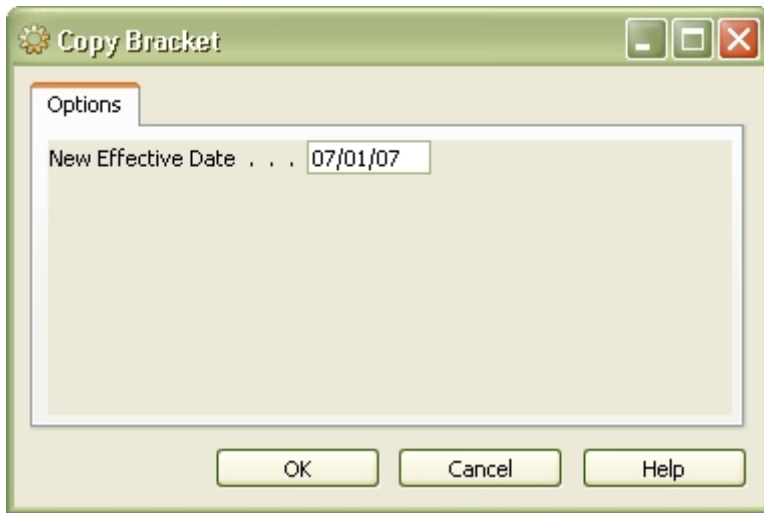 Copy Bracket
Options
New Effective Date . . . 07/01/07
OK Cancel Help